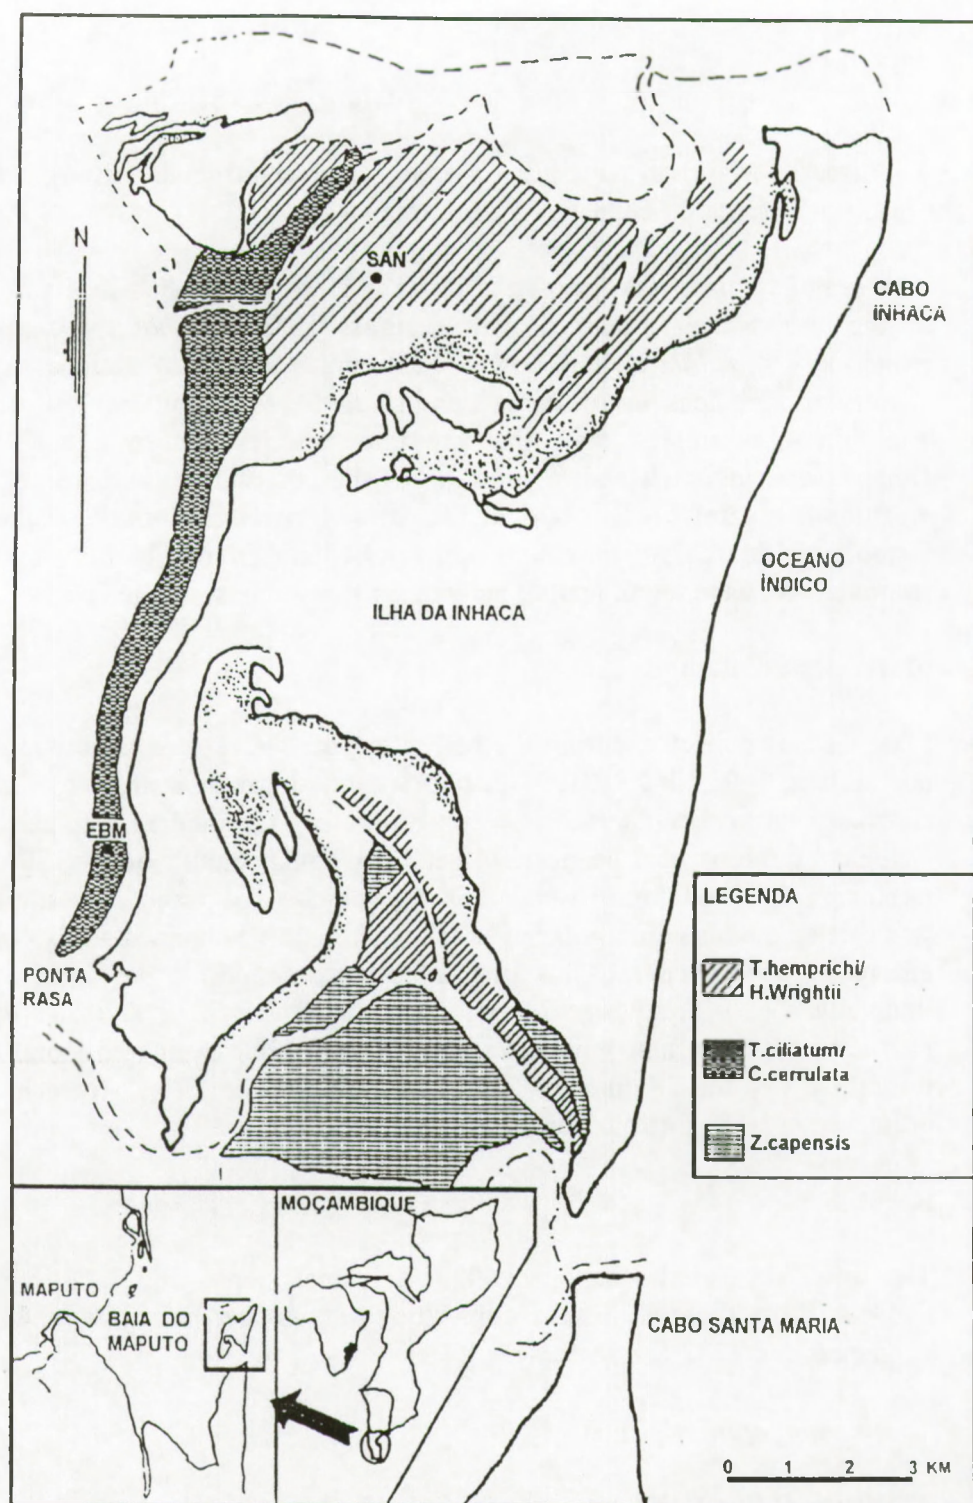 N
SAN
CABO
INHACA
OCEANO
ÍNDICO
ILHA DA INHACA
EBM
PONTA
RASA
LEGENDA
T.hemprichi/
H.Wrightii
T.ciliatum/
C.cerrulata
Z.capensis
MOÇAMBIQUE
MAPUTO
BAIA DO
MAPUTO
CABO SANTA MARIA
0 1 2 3 KM